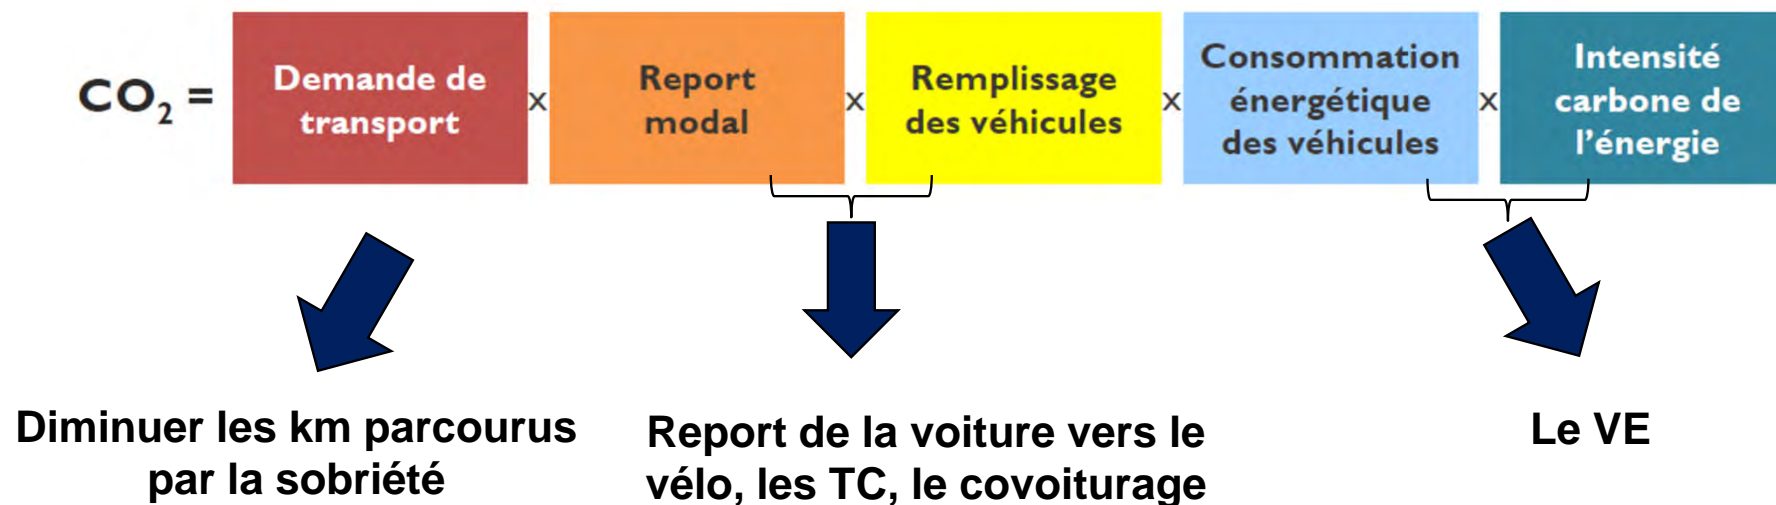 CO₂ =
Demande de
transport
x
Report
modal
x
Remplissage
des véhicules
x
Consommation
énergétique
des véhicules
x
Intensité
carbone de
l'énergie
Diminuer les km parcourus
par la sobriété
Report de la voiture vers le
vélo, les TC, le covoiturage
Le VE